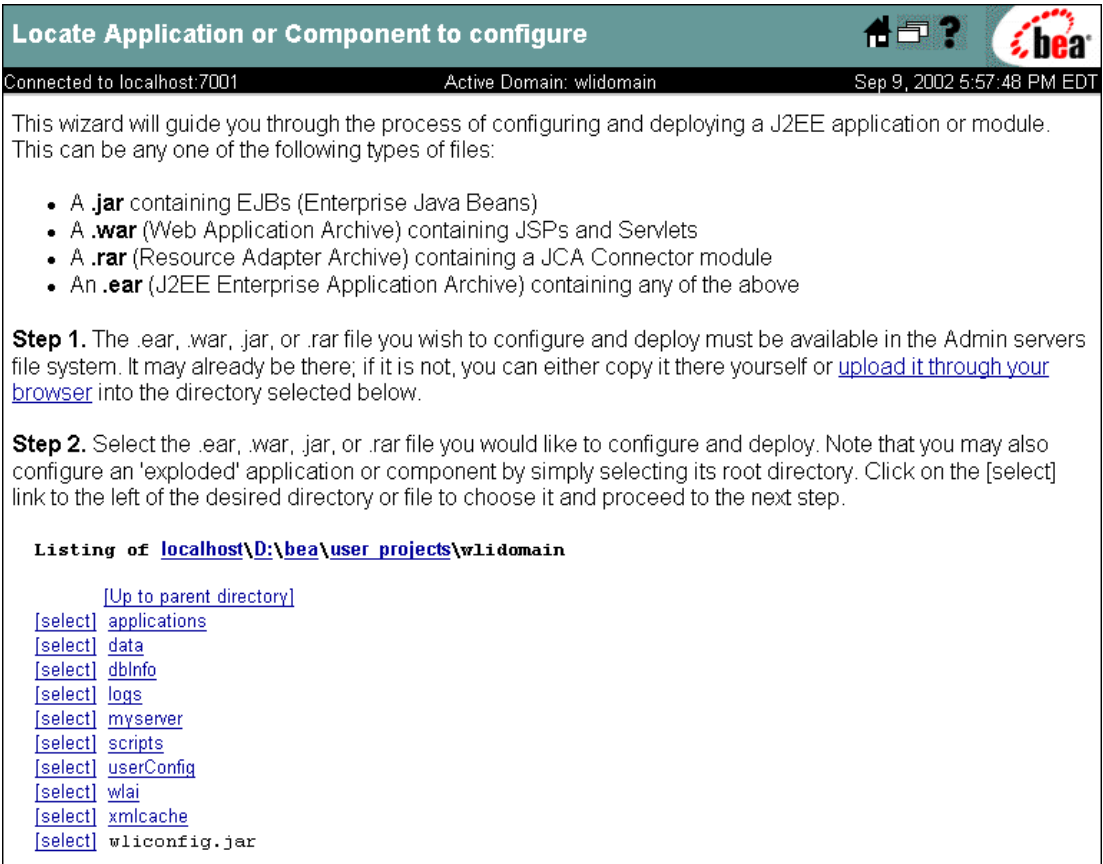 Locate Application or Component to configure
? bea
Connected to localhost:7001 Active Domain: wlidomain Sep 9, 2002 5:57:48 PM EDT
This wizard will guide you through the process of configuring and deploying a J2EE application or module.
This can be any one of the following types of files:
• A .jar containing EJBs (Enterprise Java Beans)
• A .war (Web Application Archive) containing JSPs and Servlets
• A .rar (Resource Adapter Archive) containing a JCA Connector module
• An .ear (J2EE Enterprise Application Archive) containing any of the above
Step 1. The .ear, .war, .jar, or .rar file you wish to configure and deploy must be available in the Admin servers
file system. It may already be there; if it is not, you can either copy it there yourself or upload it through your
browser into the directory selected below.
Step 2. Select the .ear, .war, .jar, or .rar file you would like to configure and deploy. Note that you may also
configure an 'exploded' application or component by simply selecting its root directory. Click on the [select]
link to the left of the desired directory or file to choose it and proceed to the next step.
Listing of localhost\D:\bea\user_projects\wlidomain
[Up to parent directory]
[select] applications
[select] data
[select] dbInfo
[select] logs
[select] myserver
[select] scripts
[select] userConfig
[select] wlai
[select] xmlcache
[select] wliconfig.jar